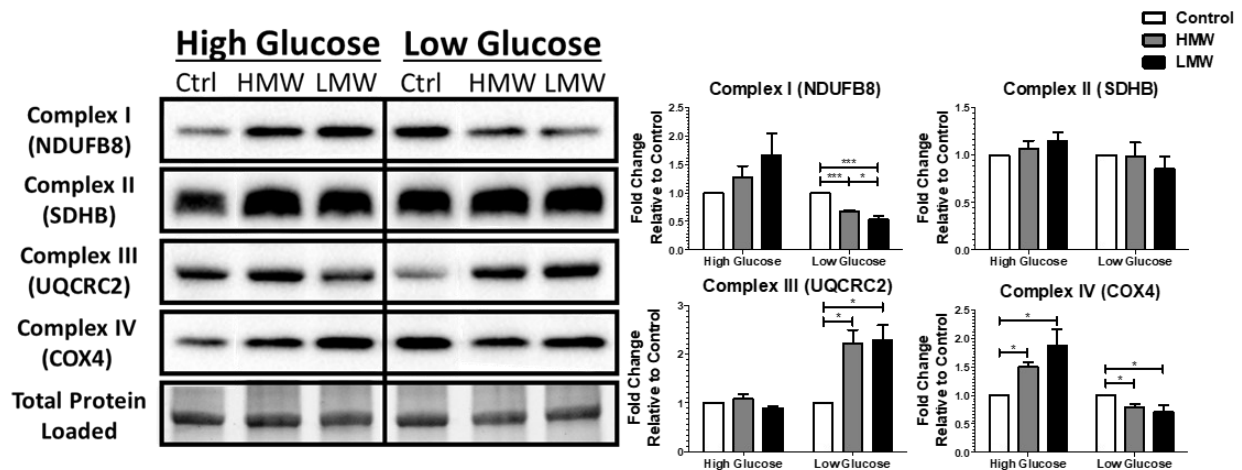 High Glucose Low Glucose
Ctrl HMW LMW Ctrl HMW LMW
Complex I
(NDUFB8)
Complex II
(SDHB)
Complex III
(UQCRC2)
Complex IV
(COX4)
Total Protein
Loaded
Control
HMW
LMW
Complex I (NDUFB8)
Fold Change
Relative to Control
2.5
2.0
1.5
1.0
0.5
0.0
***
*** *
High Glucose Low Glucose
Complex II (SDHB)
Fold Change
Relative to Control
1.5
1.0
0.5
0.0
High Glucose Low Glucose
Complex III (UQCRC2)
Fold Change
Relative to Control
3
2
1
0
*
*
High Glucose Low Glucose
Complex IV (COX4)
Fold Change
Relative to Control
2.5
2.0
1.5
1.0
0.5
0.0
*
*
*
*
High Glucose Low Glucose